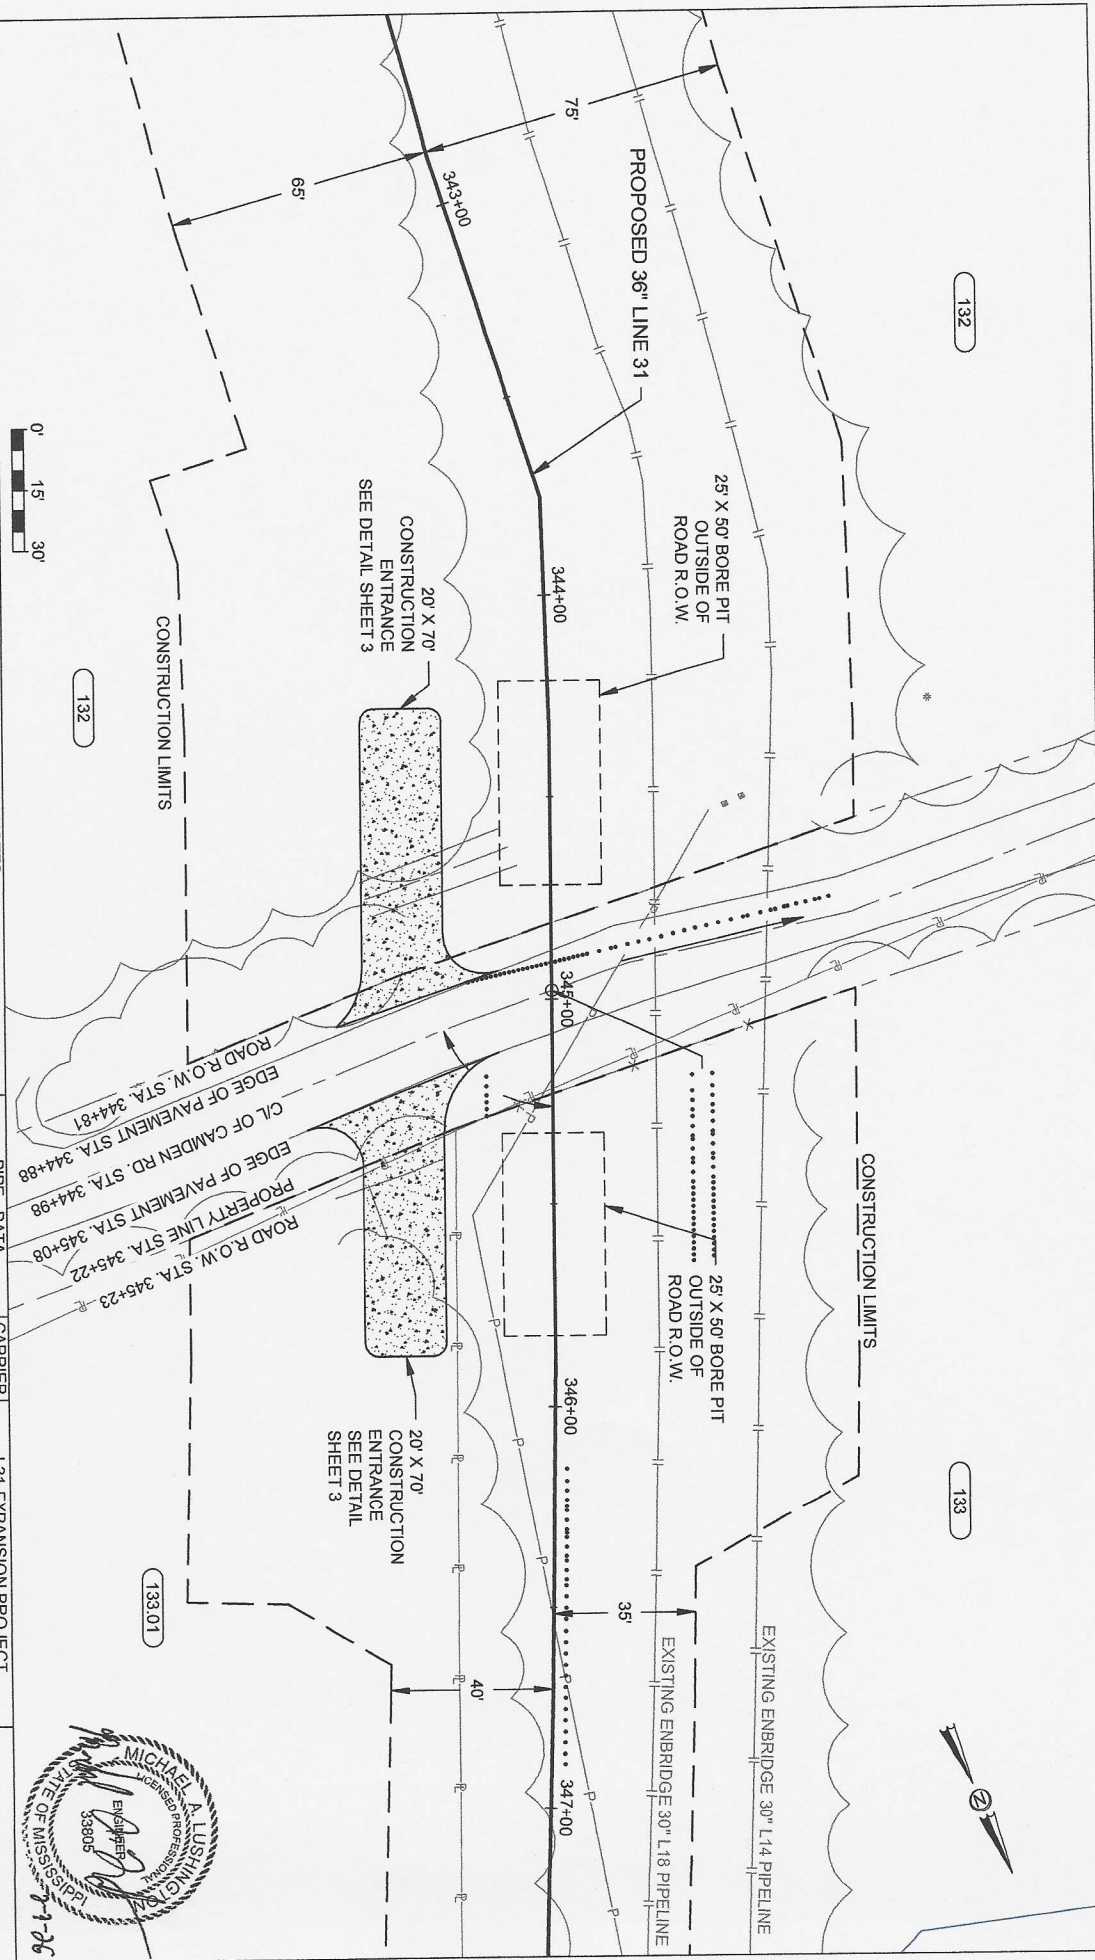 132
75'
65'
343+00
PROPOSED 36" LINE 31
25' X 50' BORE PIT
OUTSIDE OF
ROAD R.O.W.
344+00
20' X 70'
CONSTRUCTION
ENTRANCE
SEE DETAIL SHEET 3
0' 15' 30'
CONSTRUCTION LIMITS
132
345+00
ROAD R.O.W. STA. 344+81
EDGE OF PAVEMENT STA. 344+88
C/L OF CAMDEN RD. STA. 344+98
EDGE OF PAVEMENT STA. 345+08
PROPERTY LINE STA. 345+22
ROAD R.O.W. STA. 345+23
CONSTRUCTION LIMITS
25' X 50' BORE PIT
OUTSIDE OF
ROAD R.O.W.
346+00
20' X 70'
CONSTRUCTION
ENTRANCE
SEE DETAIL
SHEET 3
133
133.01
35'
40'
EXISTING ENBRIDGE 30" L14 PIPELINE
EXISTING ENBRIDGE 30" L18 PIPELINE
347+00
N
MICHAEL A. LUSHINGTON
LICENSED PROFESSIONAL
ENGINEER
33805
STATE OF MISSISSIPPI
PIPE DATA
CARRIER
L31 EXPANSION PROJECT